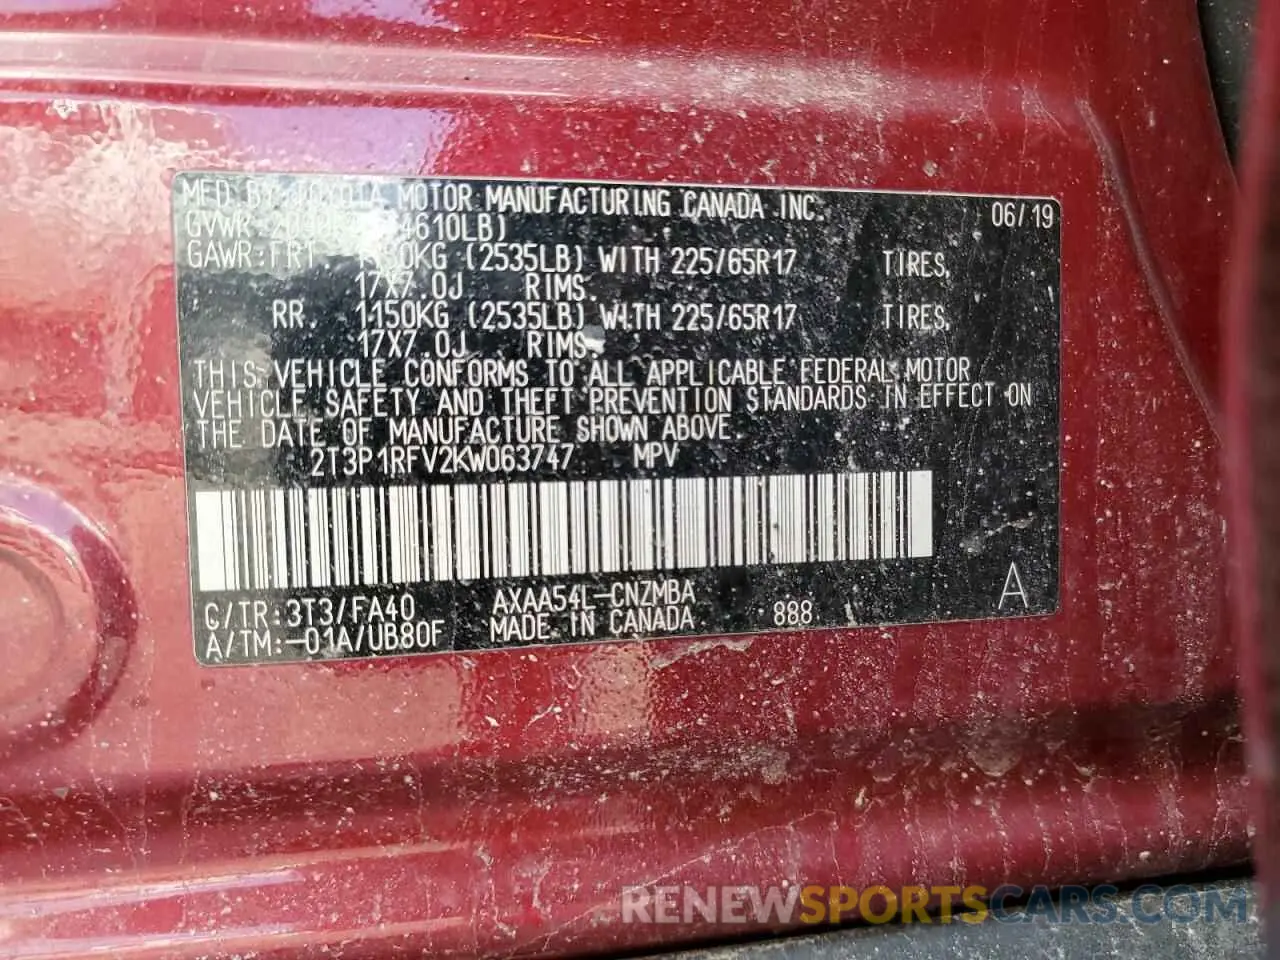 MFD BY: TOYOTA MOTOR MANUFACTURING CANADA INC. 06/19
GVWR: 4610LB)
GAWR:FRT. (2535LB) WITH 225/65R17 TIRES,
17X7.0J RIMS.
RR. 1150KG (2535LB) WITH 225/65R17 TIRES,
17X7.0J RIMS.
THIS VEHICLE CONFORMS TO ALL APPLICABLE FEDERAL MOTOR
VEHICLE SAFETY AND THEFT PREVENTION STANDARDS IN EFFECT ON
THE DATE OF MANUFACTURE SHOWN ABOVE.
2T3P1RFV2KW063747 MPV
C/TR:3T3/FA40 AXAA54L-CNZMBA A
A/TM:-01A/UB80F MADE IN CANADA 888
RENEWSPORTSCARS.COM